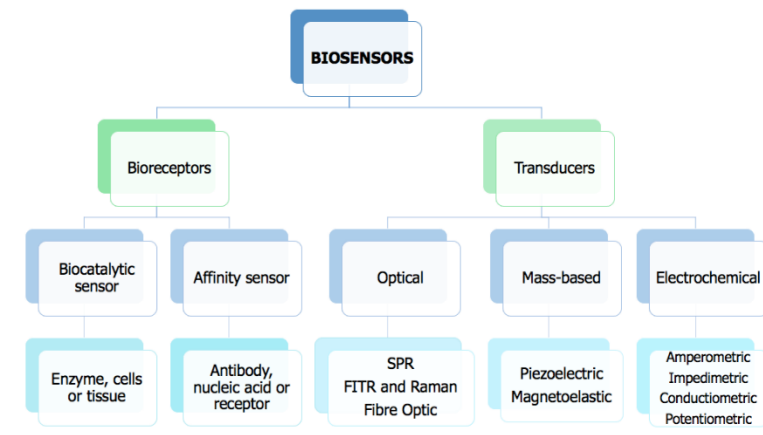 BIOSENSORS
Bioreceptors
Transducers
Biocatalytic
sensor
Affinity sensor
Optical
Mass-based
Electrochemical
Enzyme, cells
or tissue
Antibody,
nucleic acid or
receptor
SPR
FITR and Raman
Fibre Optic
Piezoelectric
Magnetoelastic
Amperometric
Impedimetric
Conductiometric
Potentiometric